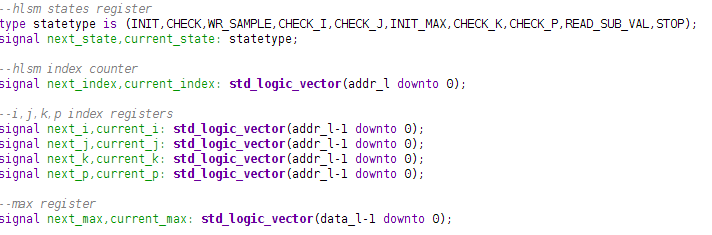 --hlsm states register
type statetype is (INIT,CHECK,WR_SAMPLE,CHECK_I,CHECK_J,INIT_MAX,CHECK_K,CHECK_P,READ_SUB_VAL,STOP);
signal next_state,current_state: statetype;
--hlsm index counter
signal next_index,current_index: std_logic_vector(addr_l downto 0);
--i,j,k,p index registers
signal next_i,current_i: std_logic_vector(addr_l-1 downto 0);
signal next_j,current_j: std_logic_vector(addr_l-1 downto 0);
signal next_k,current_k: std_logic_vector(addr_l-1 downto 0);
signal next_p,current_p: std_logic_vector(addr_l-1 downto 0);
--max register
signal next_max,current_max: std_logic_vector(data_l-1 downto 0);